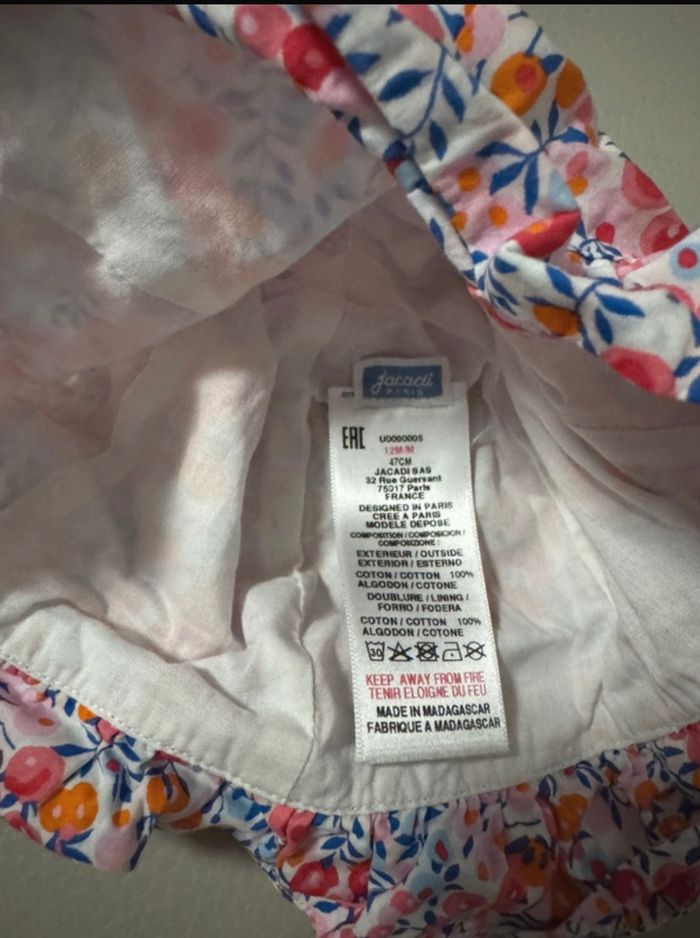 Jacadi
PARIS
EAC
U0000005
12M/M
47CM
JACADI SAS
32 Rue Guersant
75017 Paris
FRANCE
DESIGNED IN PARIS
CREE A PARIS
MODELE DEPOSE
COMPOSITION / COMPOSICION /
COMPOSIZIONE :
EXTERIEUR / OUTSIDE
EXTERIOR / ESTERNO
COTON / COTTON 100%
ALGODON / COTONE
DOUBLURE / LINING /
FORRO / FODERA
COTON / COTTON 100%
ALGODON / COTONE
30
KEEP AWAY FROM FIRE
TENIR ELOIGNE DU FEU
MADE IN MADAGASCAR
FABRIQUE A MADAGASCAR